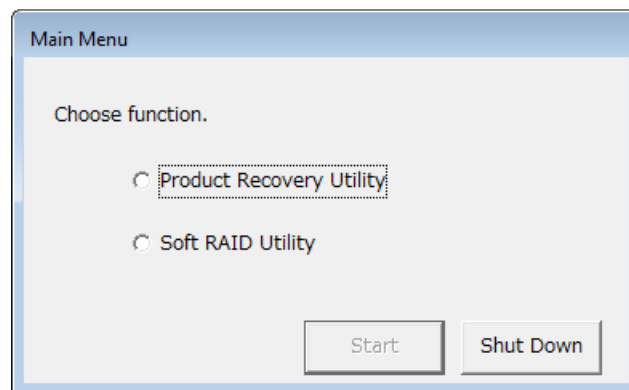 Main Menu
Choose function.
Product Recovery Utility
Soft RAID Utility
Start
Shut Down